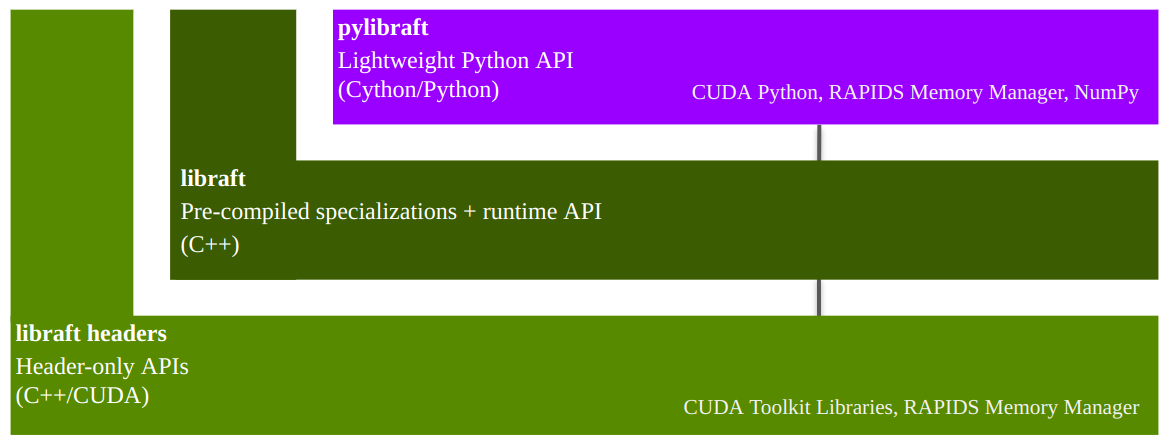 pylibraft
Lightweight Python API
(Cython/Python)
CUDA Python, RAPIDS Memory Manager, NumPy
libraft
Pre-compiled specializations + runtime API
(C++)
libraft headers
Header-only APIs
(C++/CUDA)
CUDA Toolkit Libraries, RAPIDS Memory Manager